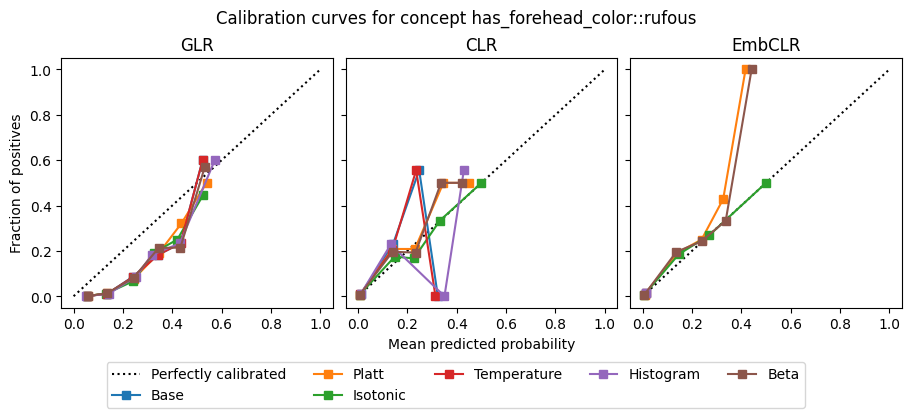 Calibration curves for concept has_forehead_color::rufous
GLR
CLR
EmbCLR
Fraction of positives
1.0
0.8
0.6
0.4
0.2
0.0
0.0 0.2 0.4 0.6 0.8 1.0
0.0 0.2 0.4 0.6 0.8 1.0
0.0 0.2 0.4 0.6 0.8 1.0
Mean predicted probability
Perfectly calibrated
Base
Platt
Isotonic
Temperature
Histogram
Beta